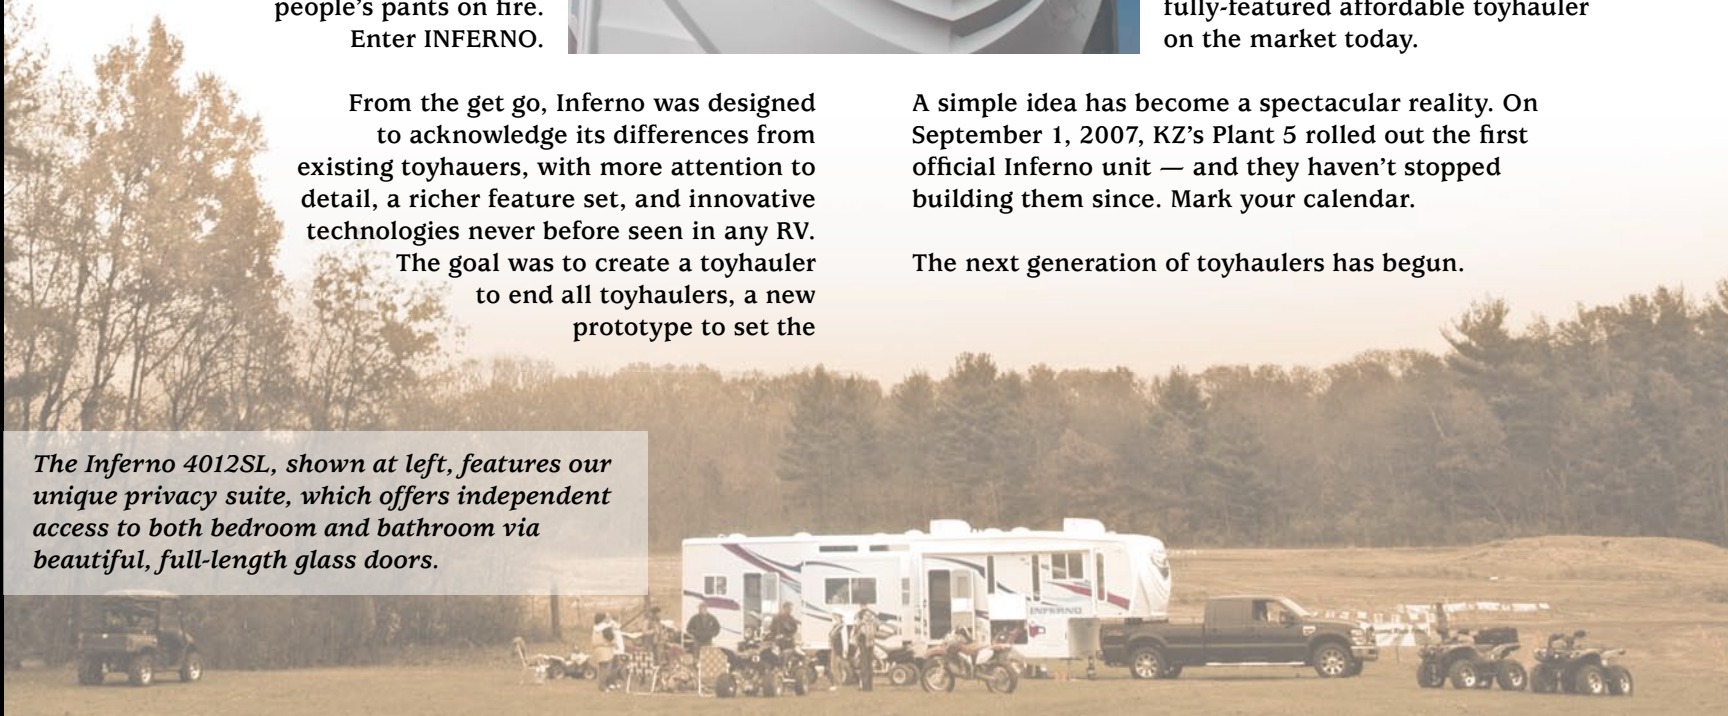 people's pants on fire.
Enter INFERNO.
From the get go, Inferno was designed
to acknowledge its differences from
existing toyhauers, with more attention to
detail, a richer feature set, and innovative
technologies never before seen in any RV.
The goal was to create a toyhauler
to end all toyhaulers, a new
prototype to set the
fully-featured affordable toyhauler
on the market today.
A simple idea has become a spectacular reality. On
September 1, 2007, KZ's Plant 5 rolled out the first
official Inferno unit — and they haven't stopped
building them since. Mark your calendar.
The next generation of toyhaulers has begun.
The Inferno 4012SL, shown at left, features our
unique privacy suite, which offers independent
access to both bedroom and bathroom via
beautiful, full-length glass doors.
INFERNO